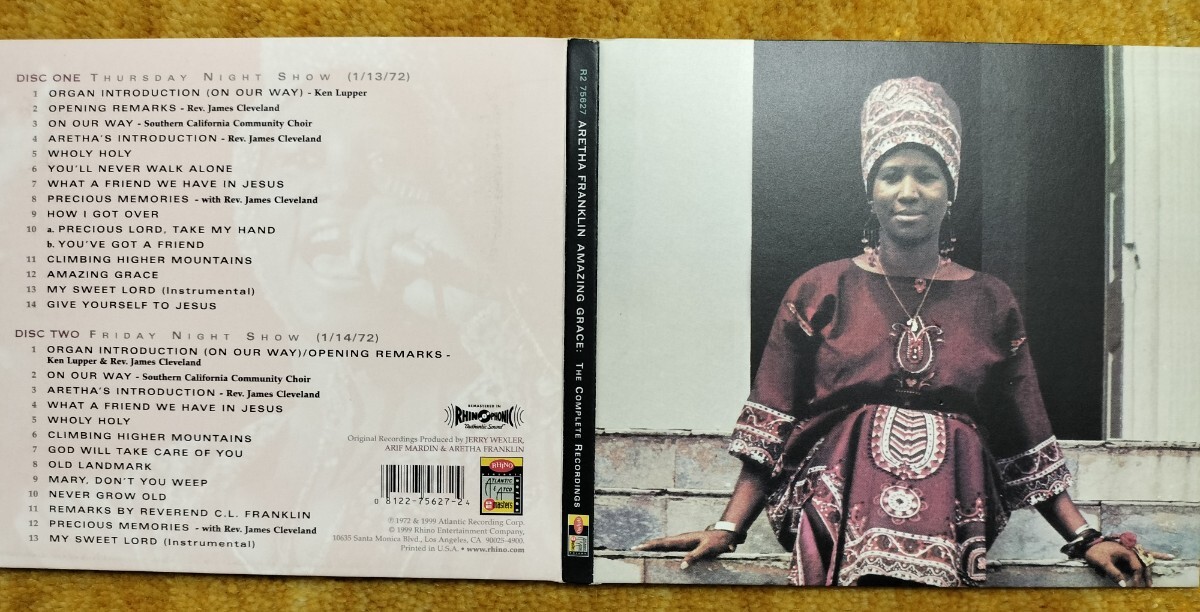 DISC ONE THURSDAY NIGHT SHOW (1/13/72)
1 ORGAN INTRODUCTION (ON OUR WAY) - Ken Lupper
2 OPENING REMARKS - Rev. James Cleveland
3 ON OUR WAY - Southern California Community Choir
4 ARETHA'S INTRODUCTION - Rev. James Cleveland
5 WHOLY HOLY
6 YOU'LL NEVER WALK ALONE
7 WHAT A FRIEND WE HAVE IN JESUS
8 PRECIOUS MEMORIES - with Rev. James Cleveland
9 HOW I GOT OVER
10 a. PRECIOUS LORD, TAKE MY HAND
b. YOU'VE GOT A FRIEND
11 CLIMBING HIGHER MOUNTAINS
12 AMAZING GRACE
13 MY SWEET LORD (Instrumental)
14 GIVE YOURSELF TO JESUS
DISC TWO FRIDAY NIGHT SHOW (1/14/72)
1 ORGAN INTRODUCTION (ON OUR WAY)/OPENING REMARKS -
Ken Lupper & Rev. James Cleveland
2 ON OUR WAY - Southern California Community Choir
3 ARETHA'S INTRODUCTION - Rev. James Cleveland
4 WHAT A FRIEND WE HAVE IN JESUS
5 WHOLY HOLY
6 CLIMBING HIGHER MOUNTAINS
7 GOD WILL TAKE CARE OF YOU
8 OLD LANDMARK
9 MARY, DON'T YOU WEEP
10 NEVER GROW OLD
11 REMARKS BY REVEREND C.L. FRANKLIN
12 PRECIOUS MEMORIES - with Rev. James Cleveland
13 MY SWEET LORD (Instrumental)
REMASTERED IN
RHINOPHONIC
"Authentic Sound"
Original Recordings Produced by JERRY WEXLER,
ARIF MARDIN & ARETHA FRANKLIN
0 8122-75627-2 4
RHINO
ATLANTIC
& ATCO
Remasters
℗ 1972 & 1999 Atlantic Recording Corp.
© 1999 Rhino Entertainment Company,
10635 Santa Monica Blvd., Los Angeles, CA 90025-4900.
Printed in U.S.A. • www.rhino.com
R2 75627 ARETHA FRANKLIN AMAZING GRACE: THE COMPLETE RECORDINGS